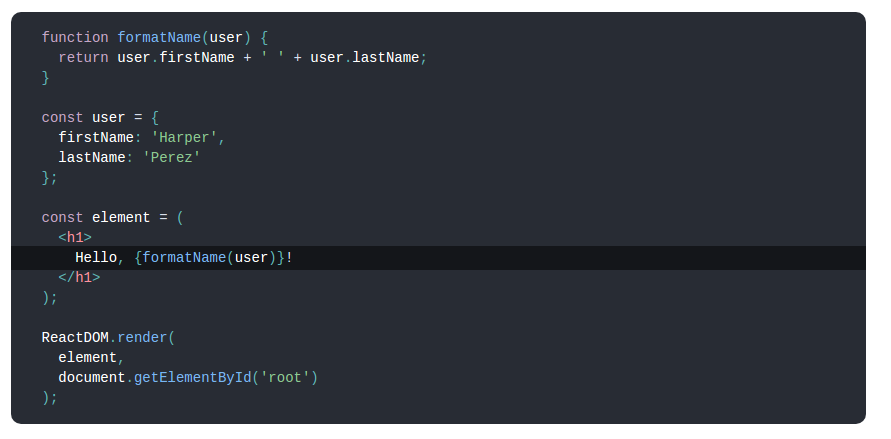 function formatName(user) {
  return user.firstName + ' ' + user.lastName;
}

const user = {
  firstName: 'Harper',
  lastName: 'Perez'
};

const element = (
  <h1>
    Hello, {formatName(user)}!
  </h1>
);

ReactDOM.render(
  element,
  document.getElementById('root')
);